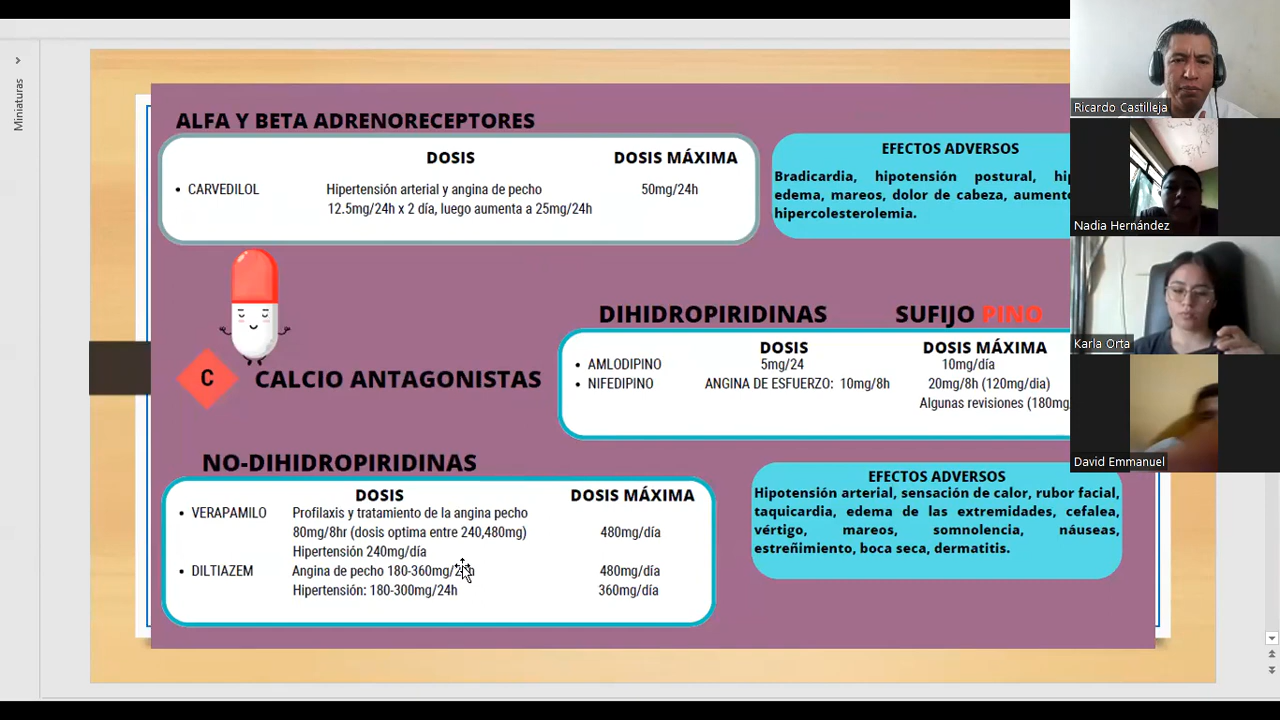 Miniaturas
ALFA Y BETA ADRENORECEPTORES
DOSIS
DOSIS MÁXIMA
• CARVEDILOL
Hipertensión arterial y angina de pecho
50mg/24h
12.5mg/24h x 2 día, luego aumenta a 25mg/24h
EFECTOS ADVERSOS
Bradicardia, hipotensión postural,
edema, mareos, dolor de cabeza,
hipercolesterolemia.
C
CALCIO ANTAGONISTAS
DIHIDROPIRIDINAS
SUFIJO PINO
DOSIS
DOSIS MÁXIMA
• AMLODIPINO
5mg/24
10mg/día
• NIFEDIPINO
ANGINA DE ESFUERZO: 10mg/8h
20mg/8h (120mg/dia)
Algunas revisiones (180mg
NO-DIHIDROPIRIDINAS
DOSIS
DOSIS MÁXIMA
• VERAPAMILO
Profilaxis y tratamiento de la angina pecho
80mg/8hr (dosis optima entre 240,480mg)
480mg/día
Hipertensión 240mg/día
• DILTIAZEM
Angina de pecho 180-360mg/24h
480mg/día
Hipertensión: 180-300mg/24h
360mg/día
EFECTOS ADVERSOS
Hipotensión arterial, sensación de calor, rubor facial,
taquicardia, edema de las extremidades, cefalea,
vértigo, mareos, somnolencia, náuseas,
estreñimiento, boca seca, dermatitis.
Ricardo Castilleja
Nadia Hernández
Karla Orta
David Emmanuel